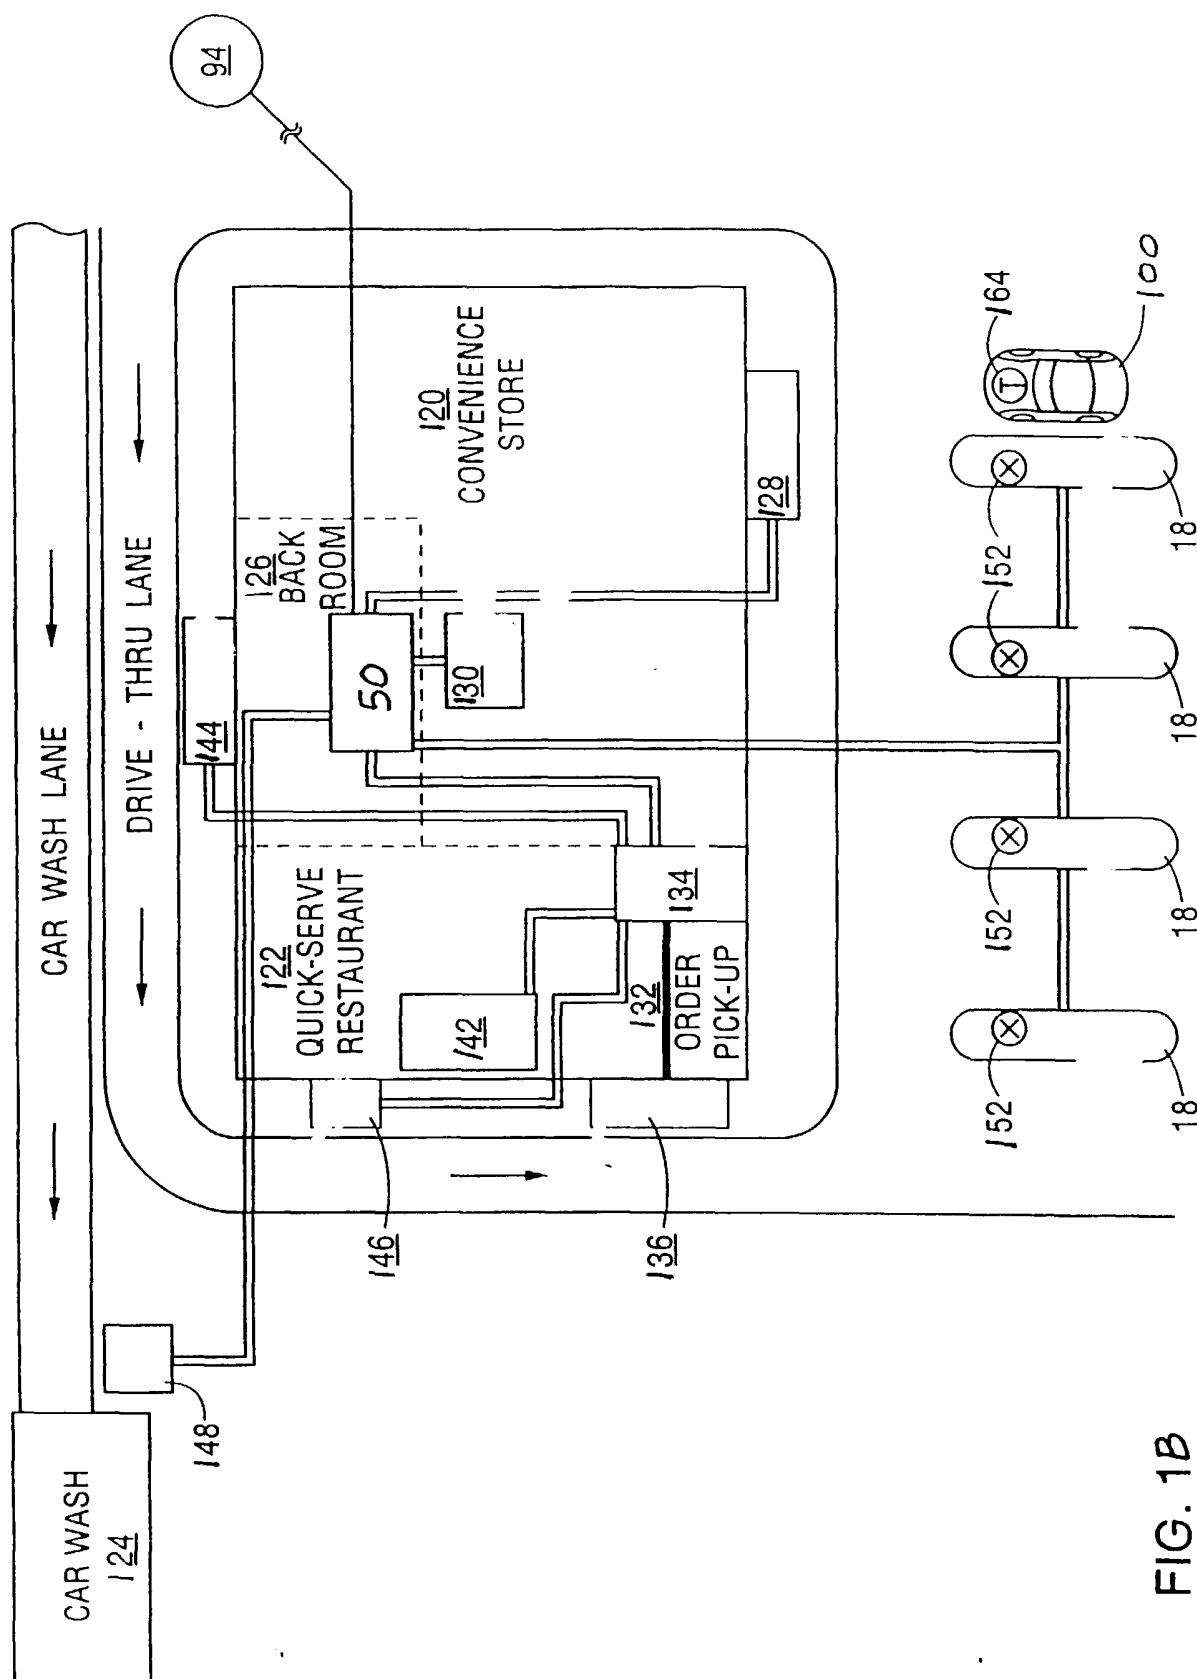 CAR WASH
124
CAR WASH LANE
DRIVE - THRU LANE
94
148
144
126
BACK
ROOM
120
CONVENIENCE
STORE
122
QUICK-SERVE
RESTAURANT
50
130
128
142
134
132
ORDER
PICK-UP
146
136
152
152
152
164
100
18
18
18
18
FIG. 1B